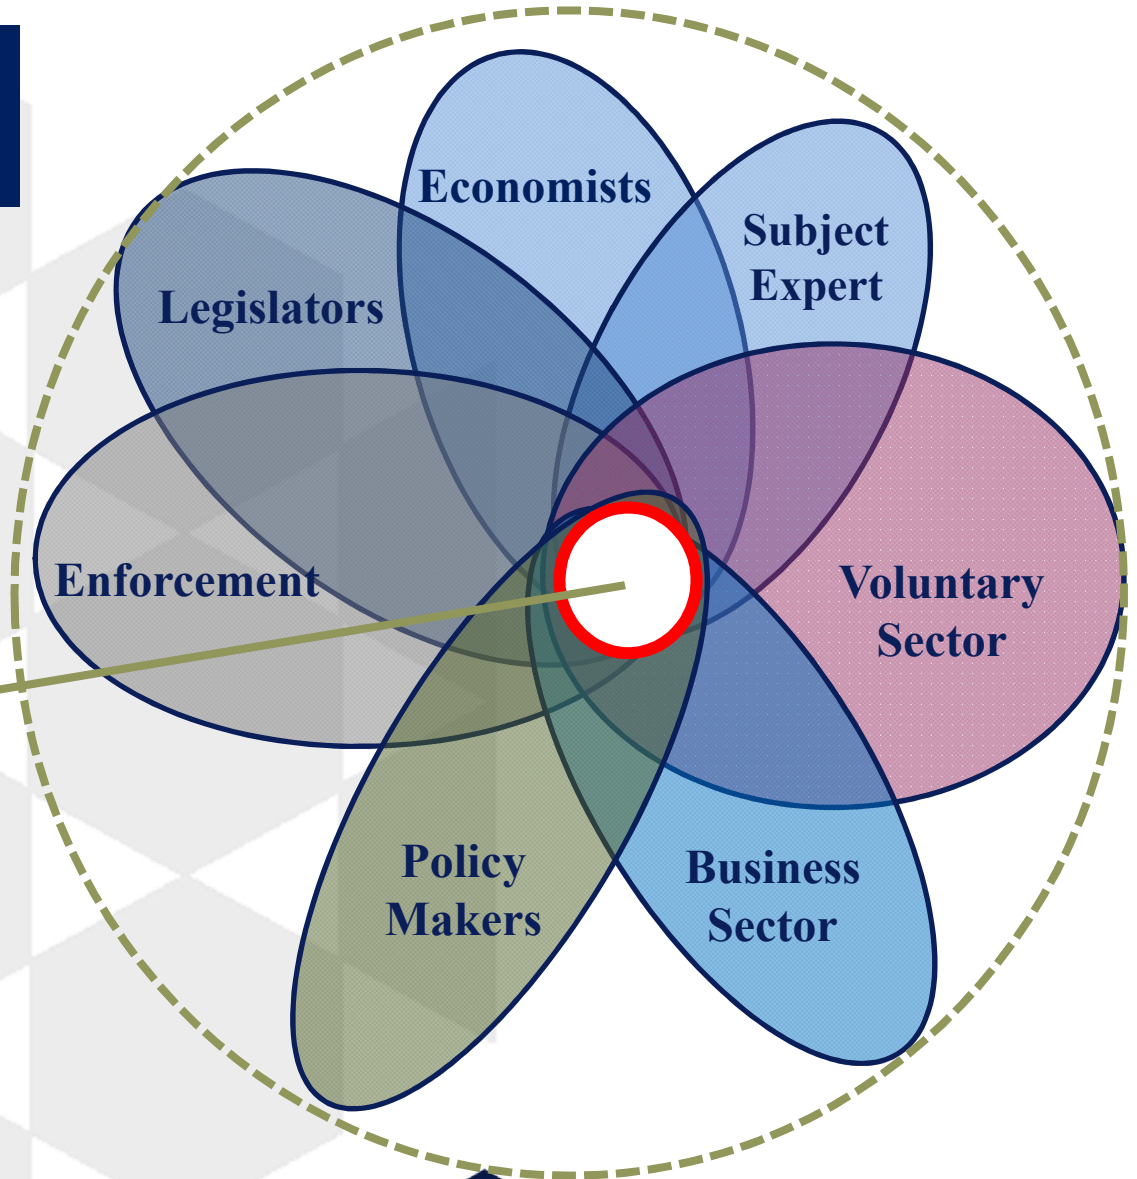 Economists
Subject
Expert
Legislators
Enforcement
Voluntary
Sector
Policy
Makers
Business
Sector